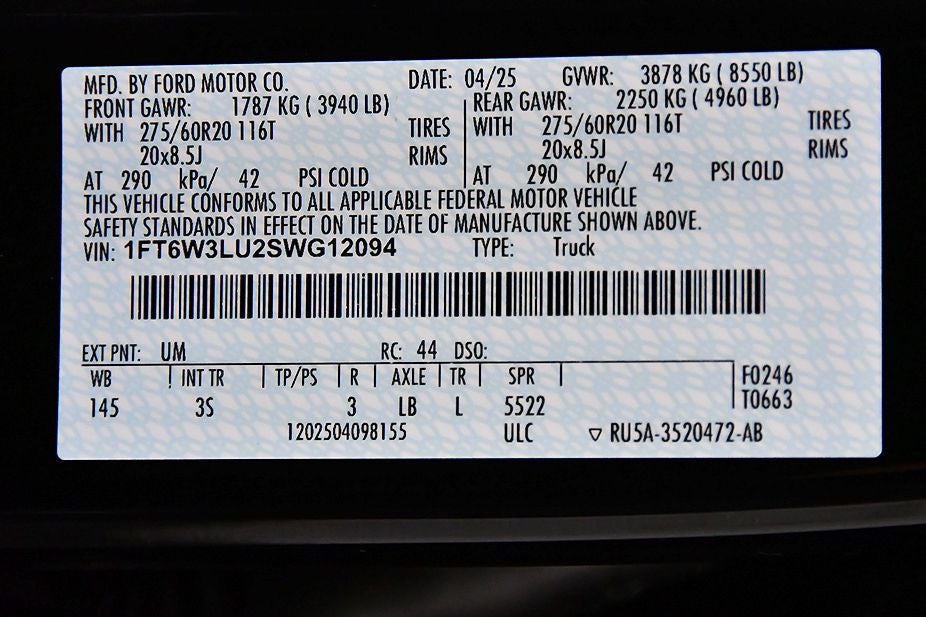 MFD. BY FORD MOTOR CO. DATE: 04/25 GVWR: 3878 KG ( 8550 LB)
FRONT GAWR: 1787 KG ( 3940 LB) REAR GAWR: 2250 KG ( 4960 LB)
WITH 275/60R20 116T TIRES WITH 275/60R20 116T TIRES
20x8.5J RIMS 20x8.5J RIMS
AT 290 kPa/ 42 PSI COLD AT 290 kPa/ 42 PSI COLD
THIS VEHICLE CONFORMS TO ALL APPLICABLE FEDERAL MOTOR VEHICLE
SAFETY STANDARDS IN EFFECT ON THE DATE OF MANUFACTURE SHOWN ABOVE.
VIN: 1FT6W3LU2SWG12094 TYPE: Truck
EXT PNT: UM RC: 44 DSO:
WB INT TR TP/PS R AXLE TR SPR F0246
145 3S 3 LB L 5522 T0663
1202504098155 ULC ▽ RU5A-3520472-AB